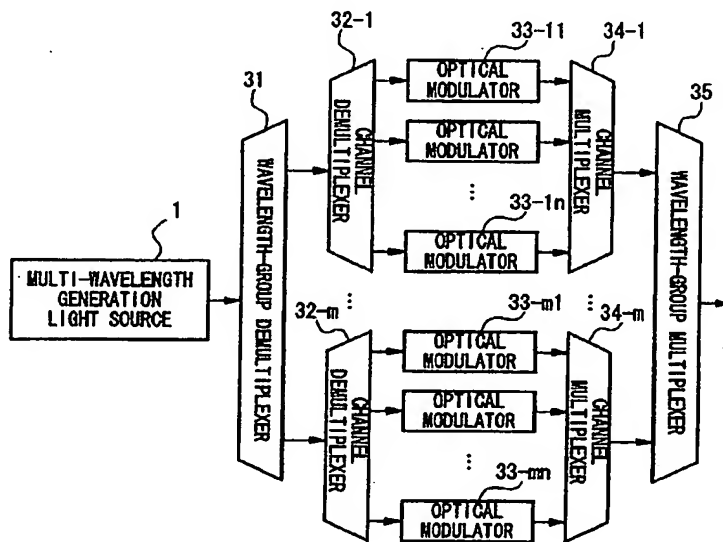 32-1
33-11
34-1
31
35
OPTICAL
MODULATOR
CHANNEL
DEMULTIPLEXER
CHANNEL
MULTIPLEXER
OPTICAL
MODULATOR
...
33-1n
OPTICAL
MODULATOR
1
MULTI-WAVELENGTH
GENERATION
LIGHT SOURCE
WAVELENGTH-GROUP DEMULTIPLEXER
WAVELENGTH-GROUP MULTIPLEXER
...
...
32-m
33-m1
34-m
OPTICAL
MODULATOR
CHANNEL
DEMULTIPLEXER
CHANNEL
MULTIPLEXER
OPTICAL
MODULATOR
...
33-mn
OPTICAL
MODULATOR